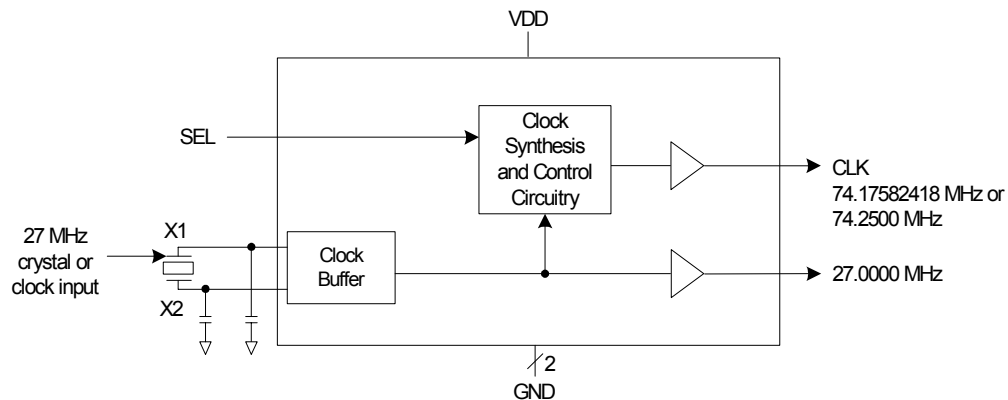 VDD
SEL
Clock
Synthesis
and Control
Circuitry
CLK
74.17582418 MHz or
74.2500 MHz
27 MHz
crystal or
clock input
X1
X2
Clock
Buffer
27.0000 MHz
2
GND